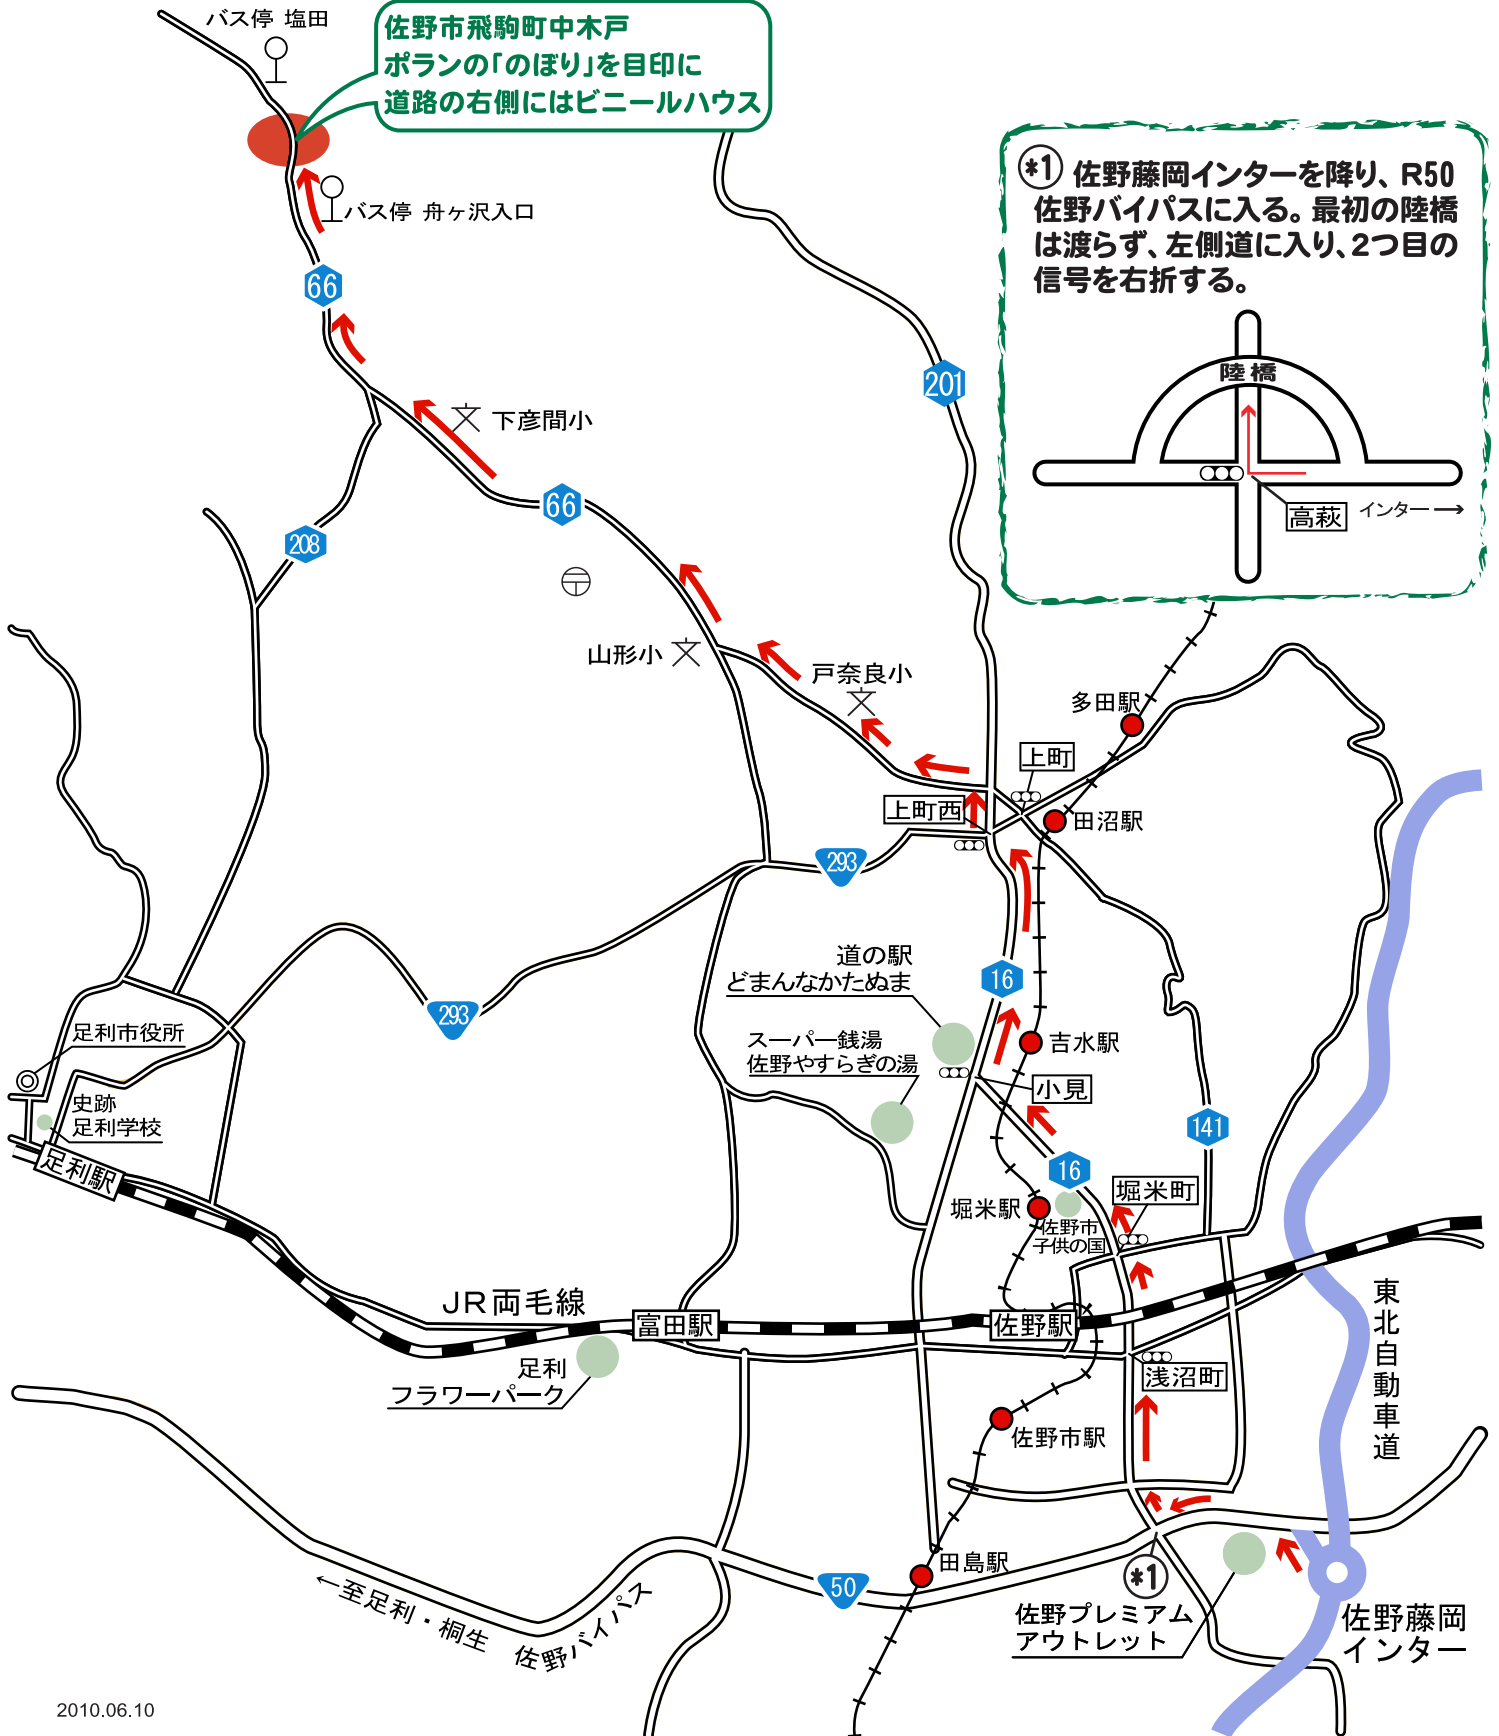 バス停 塩田
佐野市飛駒町中木戸
ポランの「のぼり」を目印に
道路の右側にはビニールハウス
*1 佐野藤岡インターを降り、R50
佐野バイパスに入る。最初の陸橋
は渡らず、左側道に入り、2つ目の
信号を右折する。
陸橋
高萩
インター→
バス停 舟ヶ沢入口
66
201
下彦間小
66
208
〒
山形小
文
文
戸奈良小
文
多田駅
上町
上町西
田沼駅
293
道の駅
どまんなかたぬま
16
293
足利市役所
スーパー銭湯
佐野やすらぎの湯
吉水駅
小見
史跡
足利学校
141
足利駅
16
堀米町
堀米駅
佐野市
子供の国
JR両毛線
富田駅
佐野駅
東北自動車道
足利
フラワーパーク
浅沼町
佐野市駅
田島駅
50
*1
←至足利・桐生
佐野バイパス
佐野プレミアム
アウトレット
佐野藤岡
インター
2010.06.10